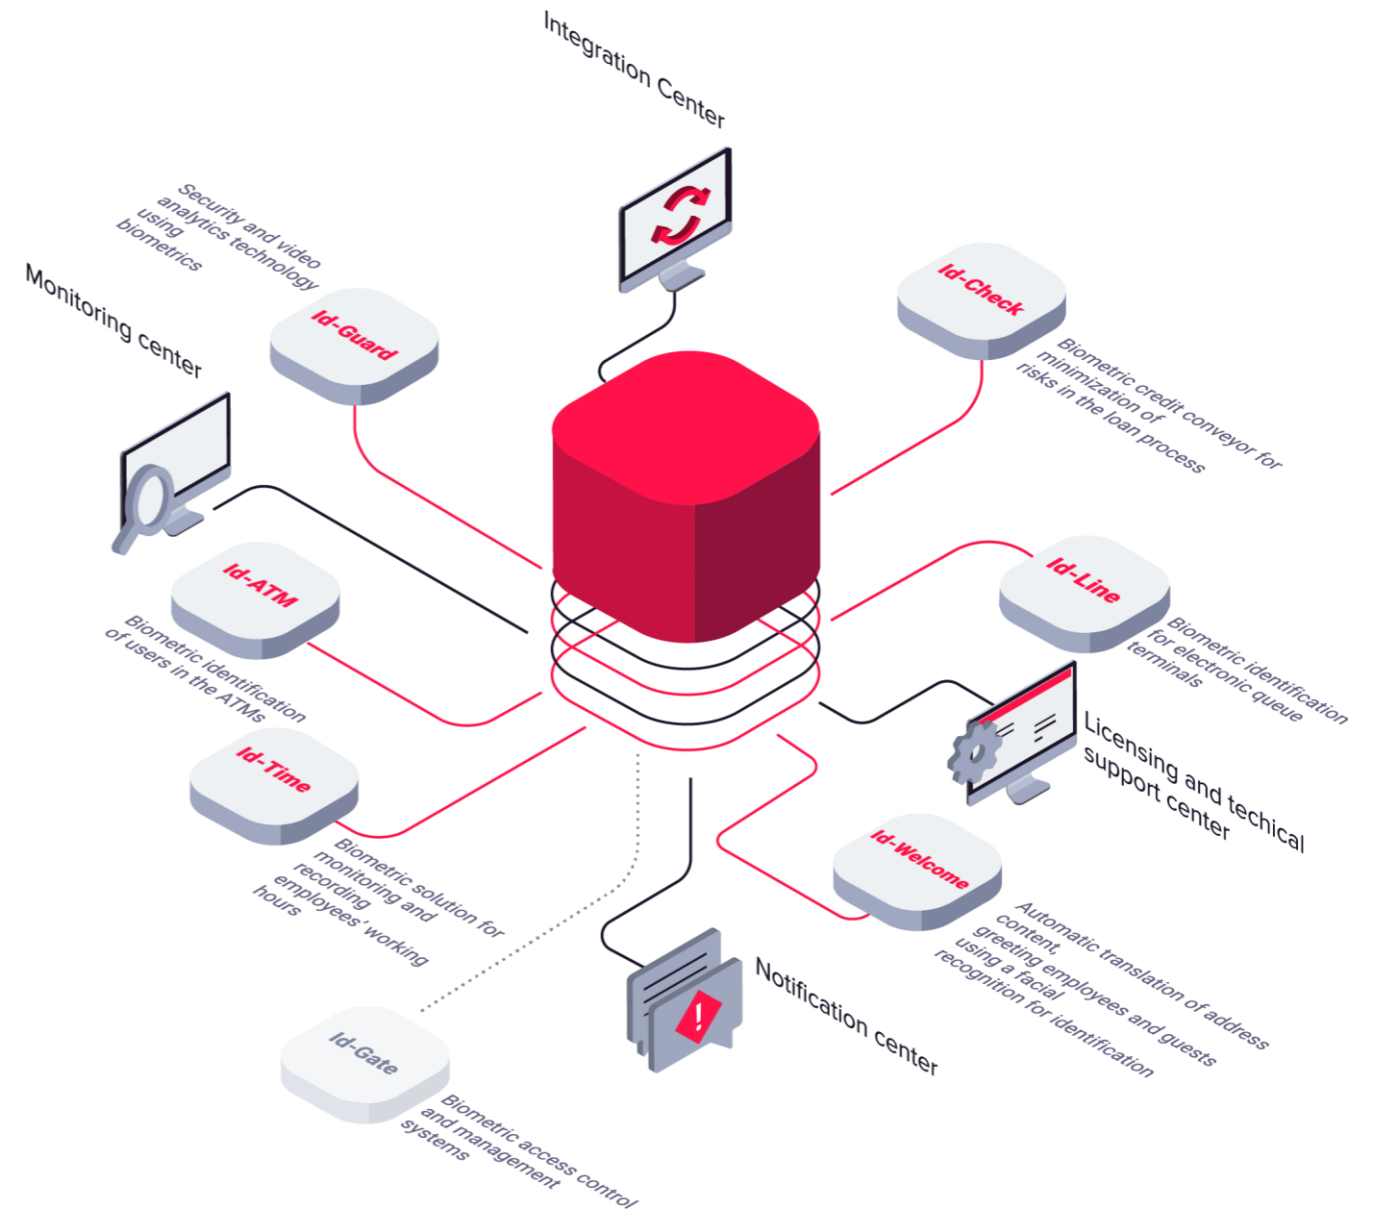 Integration Center
Security and video
analytics technology
using
biometrics
Id-Guard
Monitoring center
Id-Check
Biometric credit conveyor for
minimization of
risks in the loan process
Id-ATM
Biometric identification
of users in the ATMs
Id-Line
Biometric identification
for electronic queue
terminals
Licensing and techical
support center
Id-Time
Biometric solution for
monitoring and
recording
employees' working
hours
Id-Welcome
Automatic translation of address
content,
greeting employees and guests
using a facial
recognition for identification
Notification center
Id-Gate
Biometric access control
and management
systems